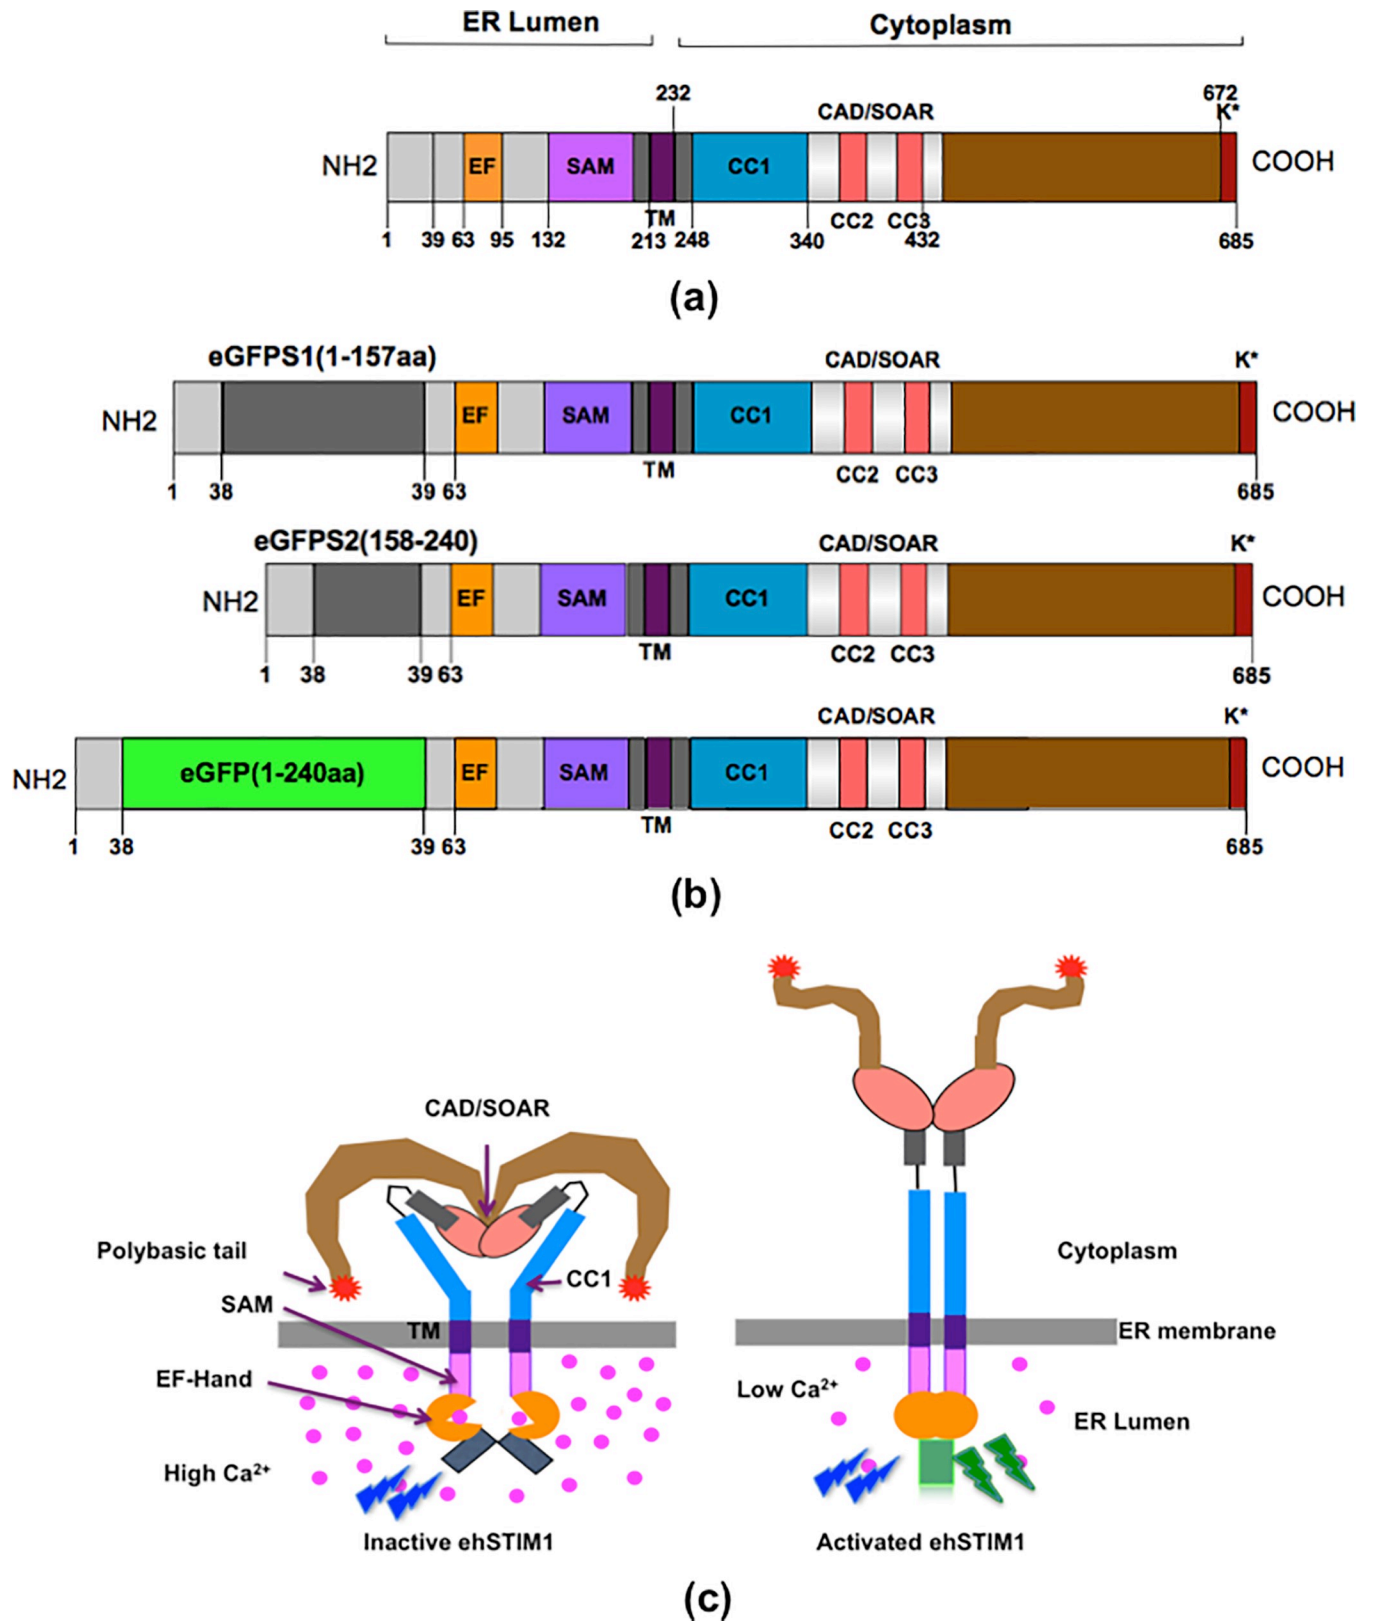 ER Lumen Cytoplasm
232 672
CAD/SOAR K*
NH2 EF SAM CC1 COOH
TM CC2 CC3
1 39 63 95 132 213 248 340 432 685
(a)
eGFPS1(1-157aa) CAD/SOAR K*
NH2 EF SAM CC1 COOH
TM CC2 CC3
1 38 39 63 685
eGFPS2(158-240) CAD/SOAR K*
NH2 EF SAM CC1 COOH
TM CC2 CC3
1 38 39 63 685
CAD/SOAR K*
NH2 eGFP(1-240aa) EF SAM CC1 COOH
TM CC2 CC3
1 38 39 63 685
(b)
CAD/SOAR
Polybasic tail Cytoplasm
CC1
SAM
TM ER membrane
EF-Hand Low Ca²⁺
ER Lumen
High Ca²⁺
Inactive ehSTIM1 Activated ehSTIM1
(c)